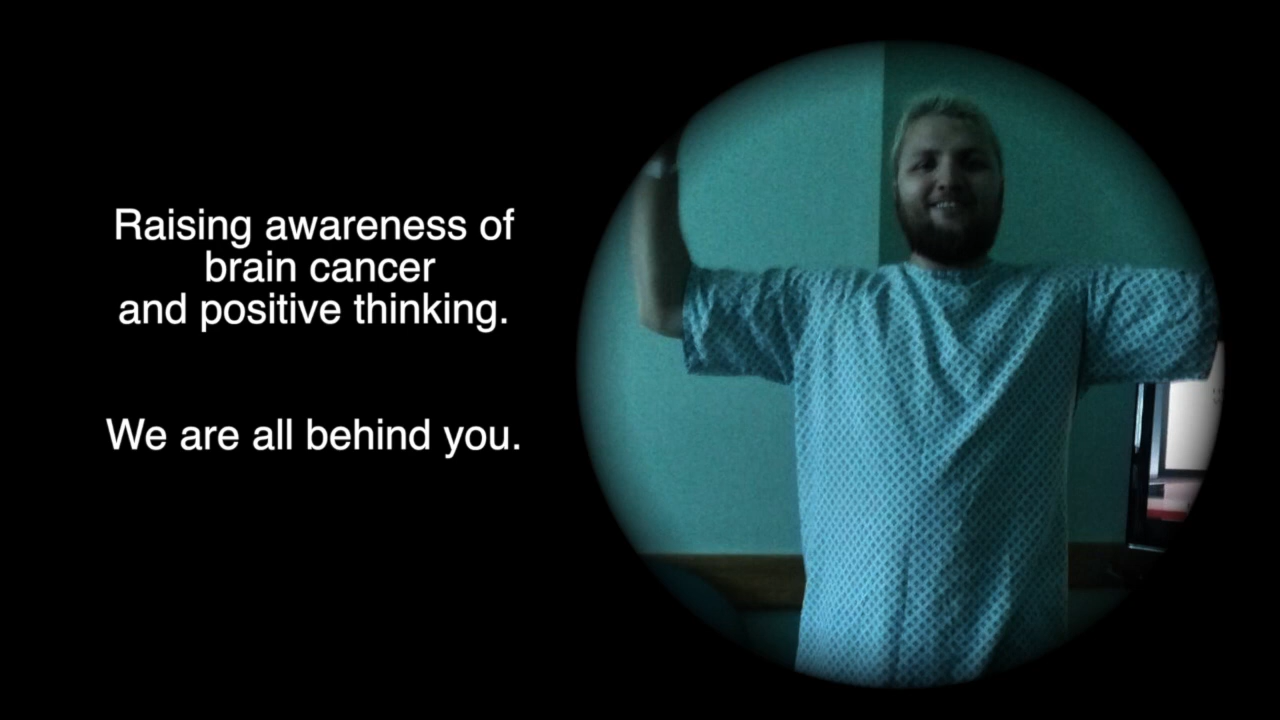 Raising awareness of
brain cancer
and positive thinking.
We are all behind you.